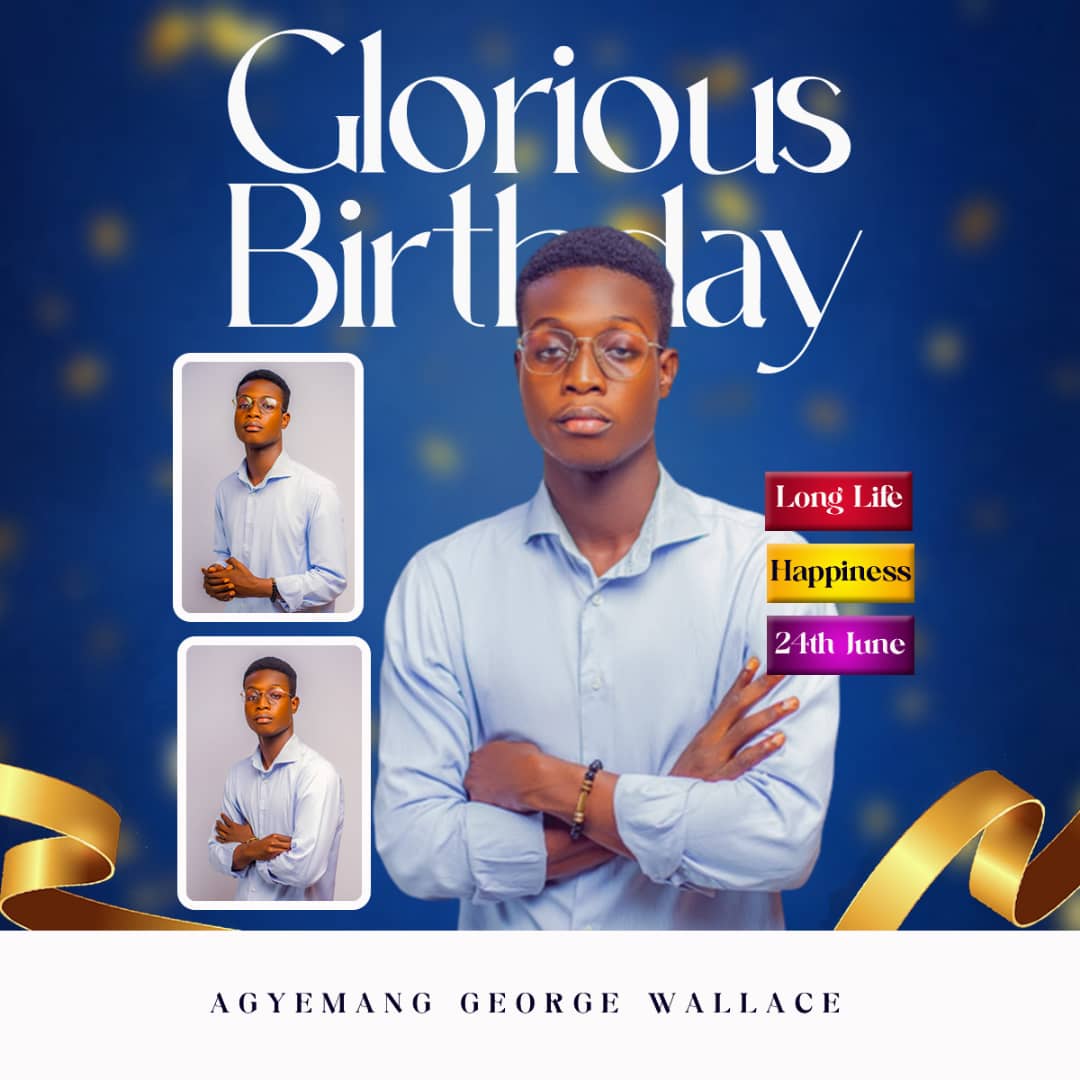 Glorious
Birthday
Long Life
Happiness
24th June
AGYEMANG GEORGE WALLACE